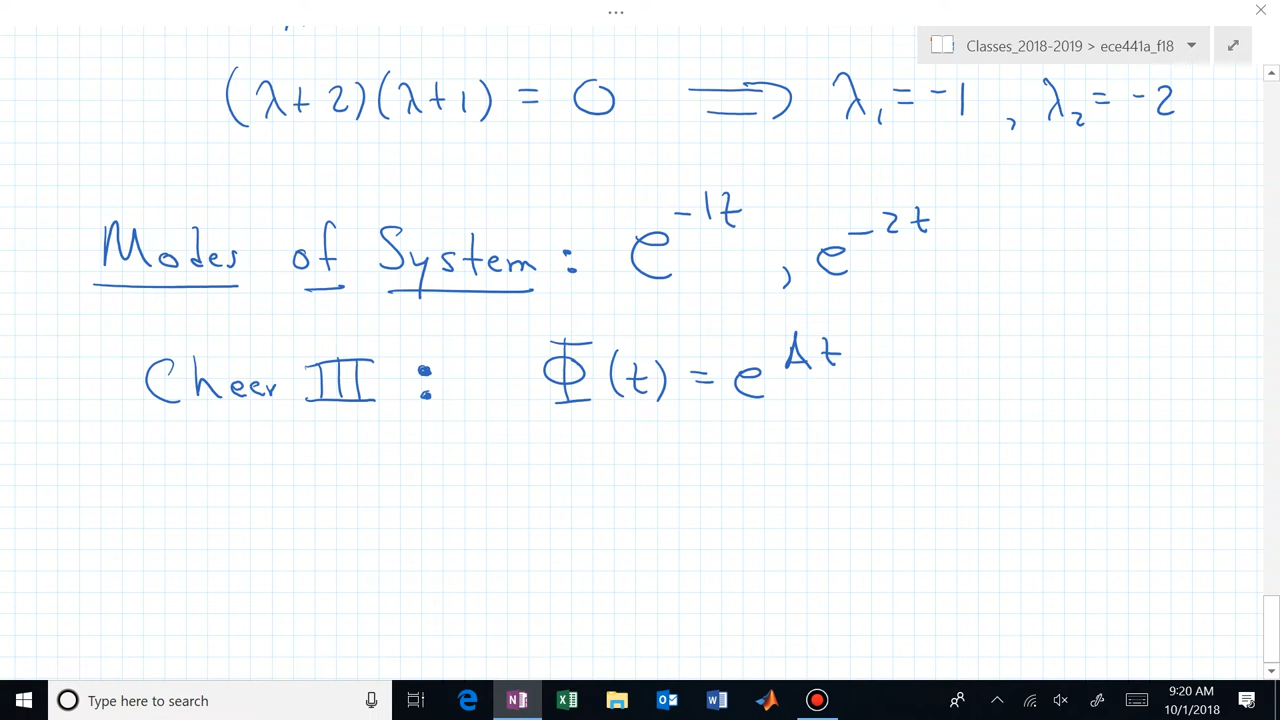 Classes_2018-2019 > ece441a_f18
(λ+2)(λ+1) = 0 ⟹ λ₁ = -1 , λ₂ = -2
Modes of System : e^{-1t} , e^{-2t}
Cheer III : Φ(t) = e^{At}
Type here to search
9:20 AM
10/1/2018